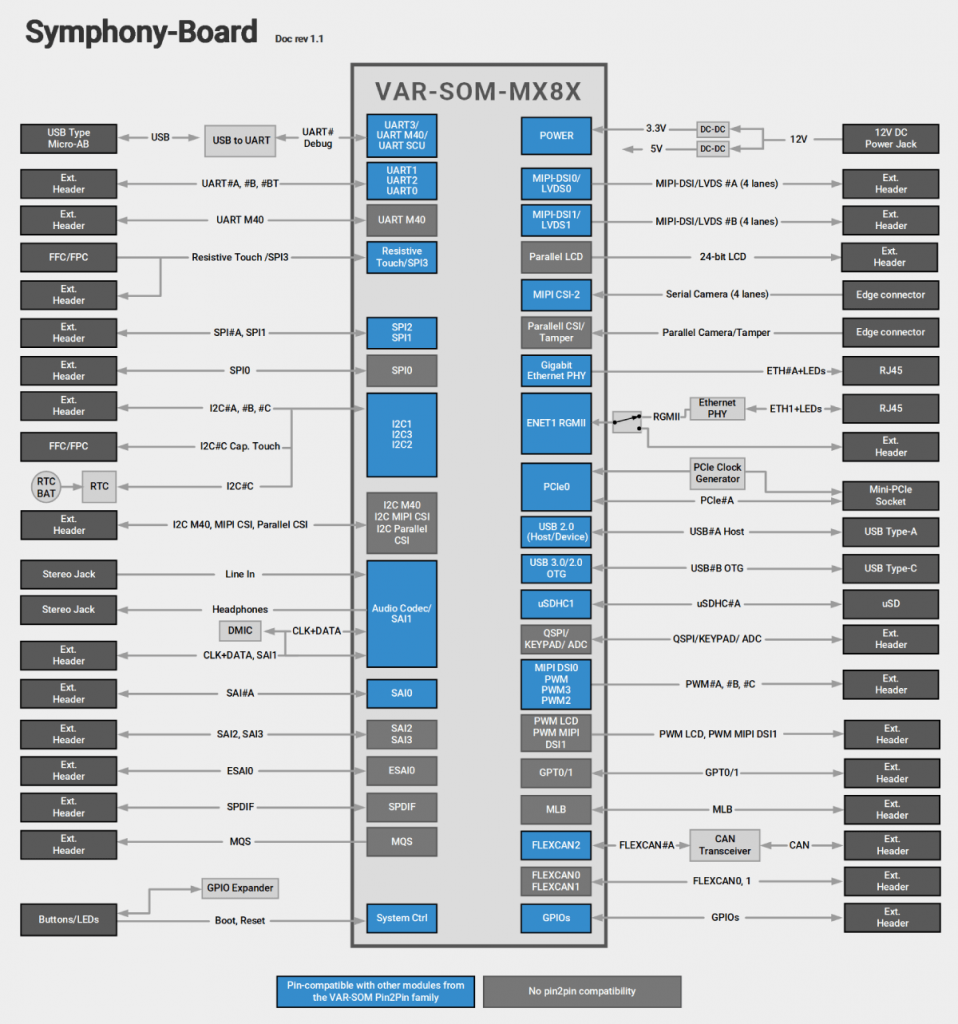 Symphony-Board Doc rev 1.1
VAR-SOM-MX8X
USB Type
Micro-AB
USB
USB to UART
UART#
Debug
UART3/
UART M40/
UART SCU
Ext.
Header
UART#A, #B, #BT
UART1
UART2
UART0
Ext.
Header
UART M40
UART M40
FFC/FPC
Resistive Touch /SPI3
Resistive
Touch/SPI3
Ext.
Header
Ext.
Header
SPI#A, SPI1
SPI2
SPI1
Ext.
Header
SPI0
SPI0
Ext.
Header
I2C#A, #B, #C
I2C1
I2C3
I2C2
FFC/FPC
I2C#C Cap. Touch
RTC
BAT
RTC
I2C#C
Ext.
Header
I2C M40, MIPI CSI, Parallel CSI
I2C M40
I2C MIPI CSI
I2C Parallel
CSI
Stereo Jack
Line In
Audio Codec/
SAI1
Stereo Jack
Headphones
DMIC
CLK+DATA
Ext.
Header
CLK+DATA, SAI1
Ext.
Header
SAI#A
SAI0
Ext.
Header
SAI2, SAI3
SAI2
SAI3
Ext.
Header
ESAI0
ESAI0
Ext.
Header
SPDIF
SPDIF
Ext.
Header
MQS
MQS
GPIO Expander
Buttons/LEDs
Boot, Reset
System Ctrl
POWER
3.3V
DC-DC
5V
DC-DC
12V
12V DC
Power Jack
MIPI-DSI0/
LVDS0
MIPI-DSI/LVDS #A (4 lanes)
Ext.
Header
MIPI-DSI1/
LVDS1
MIPI-DSI/LVDS #B (4 lanes)
Ext.
Header
Parallel LCD
24-bit LCD
Ext.
Header
MIPI CSI-2
Serial Camera (4 lanes)
Edge connector
Parallell CSI/
Tamper
Parallel Camera/Tamper
Edge connector
Gigabit
Ethernet PHY
ETH#A+LEDs
RJ45
ENET1 RGMII
RGMII
Ethernet
PHY
ETH1+LEDs
RJ45
Ext.
Header
PCIe0
PCIe Clock
Generator
PCIe#A
Mini-PCIe
Socket
USB 2.0
(Host/Device)
USB#A Host
USB Type-A
USB 3.0/2.0
OTG
USB#B OTG
USB Type-C
uSDHC1
uSDHC#A
uSD
QSPI/
KEYPAD/ ADC
QSPI/KEYPAD/ ADC
Ext.
Header
MIPI DSI0
PWM
PWM3
PWM2
PWM#A, #B, #C
Ext.
Header
PWM LCD
PWM MIPI
DSI1
PWM LCD, PWM MIPI DSI1
Ext.
Header
GPT0/1
GPT0/1
Ext.
Header
MLB
MLB
Ext.
Header
FLEXCAN2
FLEXCAN#A
CAN
Transceiver
CAN
Ext.
Header
FLEXCAN0
FLEXCAN1
FLEXCAN0, 1
Ext.
Header
GPIOs
GPIOs
Ext.
Header
Pin-compatible with other modules from
the VAR-SOM Pin2Pin family
No pin2pin compatibility